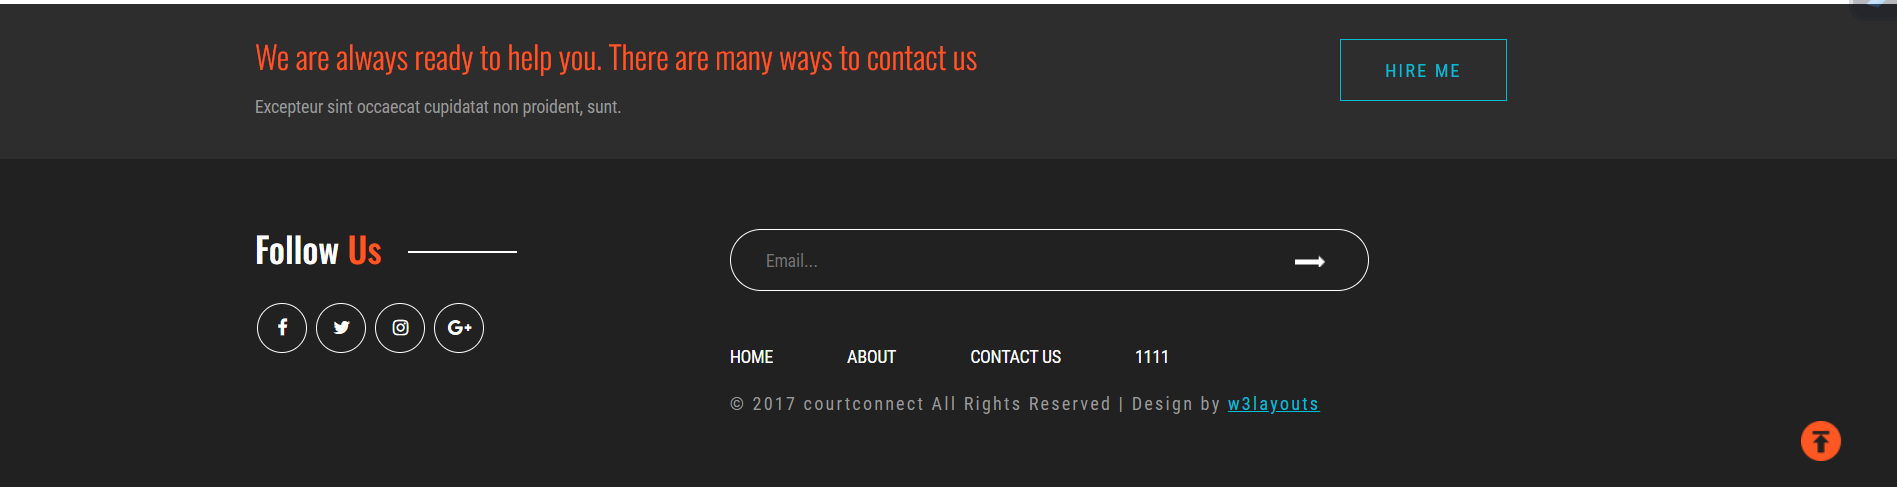 We are always ready to help you. There are many ways to contact us
Excepteur sint occaecat cupidatat non proident, sunt.
HIRE ME
Follow Us
Email...
HOME ABOUT CONTACT US 1111
© 2017 courtconnect All Rights Reserved | Design by w3layouts